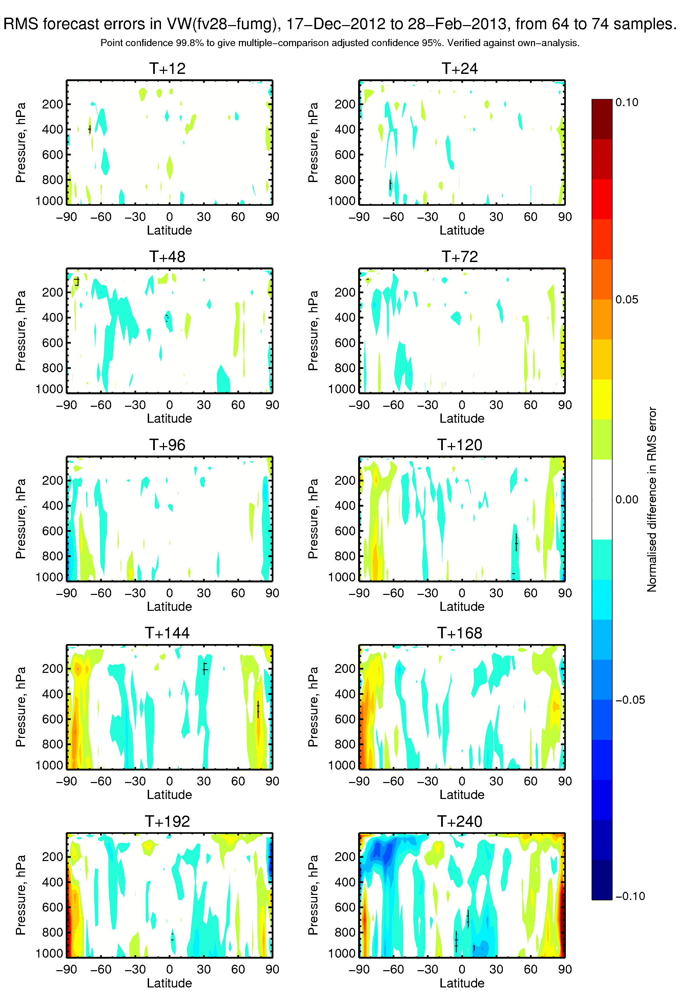 RMS forecast errors in VW(fv28−fumg), 17−Dec−2012 to 28−Feb−2013, from 64 to 74 samples.
Point confidence 99.8% to give multiple−comparison adjusted confidence 95%. Verified against own−analysis.
T+12
Pressure, hPa
200
400
600
800
1000
−90 −60 −30 0 30 60 90
Latitude
T+24
Pressure, hPa
200
400
600
800
1000
−90 −60 −30 0 30 60 90
Latitude
T+48
Pressure, hPa
200
400
600
800
1000
−90 −60 −30 0 30 60 90
Latitude
T+72
Pressure, hPa
200
400
600
800
1000
−90 −60 −30 0 30 60 90
Latitude
T+96
Pressure, hPa
200
400
600
800
1000
−90 −60 −30 0 30 60 90
Latitude
T+120
Pressure, hPa
200
400
600
800
1000
−90 −60 −30 0 30 60 90
Latitude
T+144
Pressure, hPa
200
400
600
800
1000
−90 −60 −30 0 30 60 90
Latitude
T+168
Pressure, hPa
200
400
600
800
1000
−90 −60 −30 0 30 60 90
Latitude
T+192
Pressure, hPa
200
400
600
800
1000
−90 −60 −30 0 30 60 90
Latitude
T+240
Pressure, hPa
200
400
600
800
1000
−90 −60 −30 0 30 60 90
Latitude
0.10
0.05
0.00
−0.05
−0.10
Normalised difference in RMS error